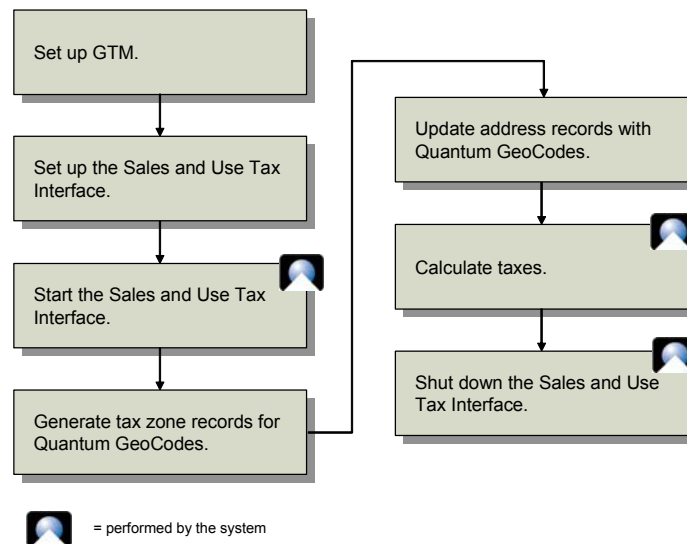 Set up GTM.
Set up the Sales and Use Tax
Interface.
Start the Sales and Use Tax
Interface.
Generate tax zone records for
Quantum GeoCodes.
Update address records with
Quantum GeoCodes.
Calculate taxes.
Shut down the Sales and Use
Tax Interface.
= performed by the system